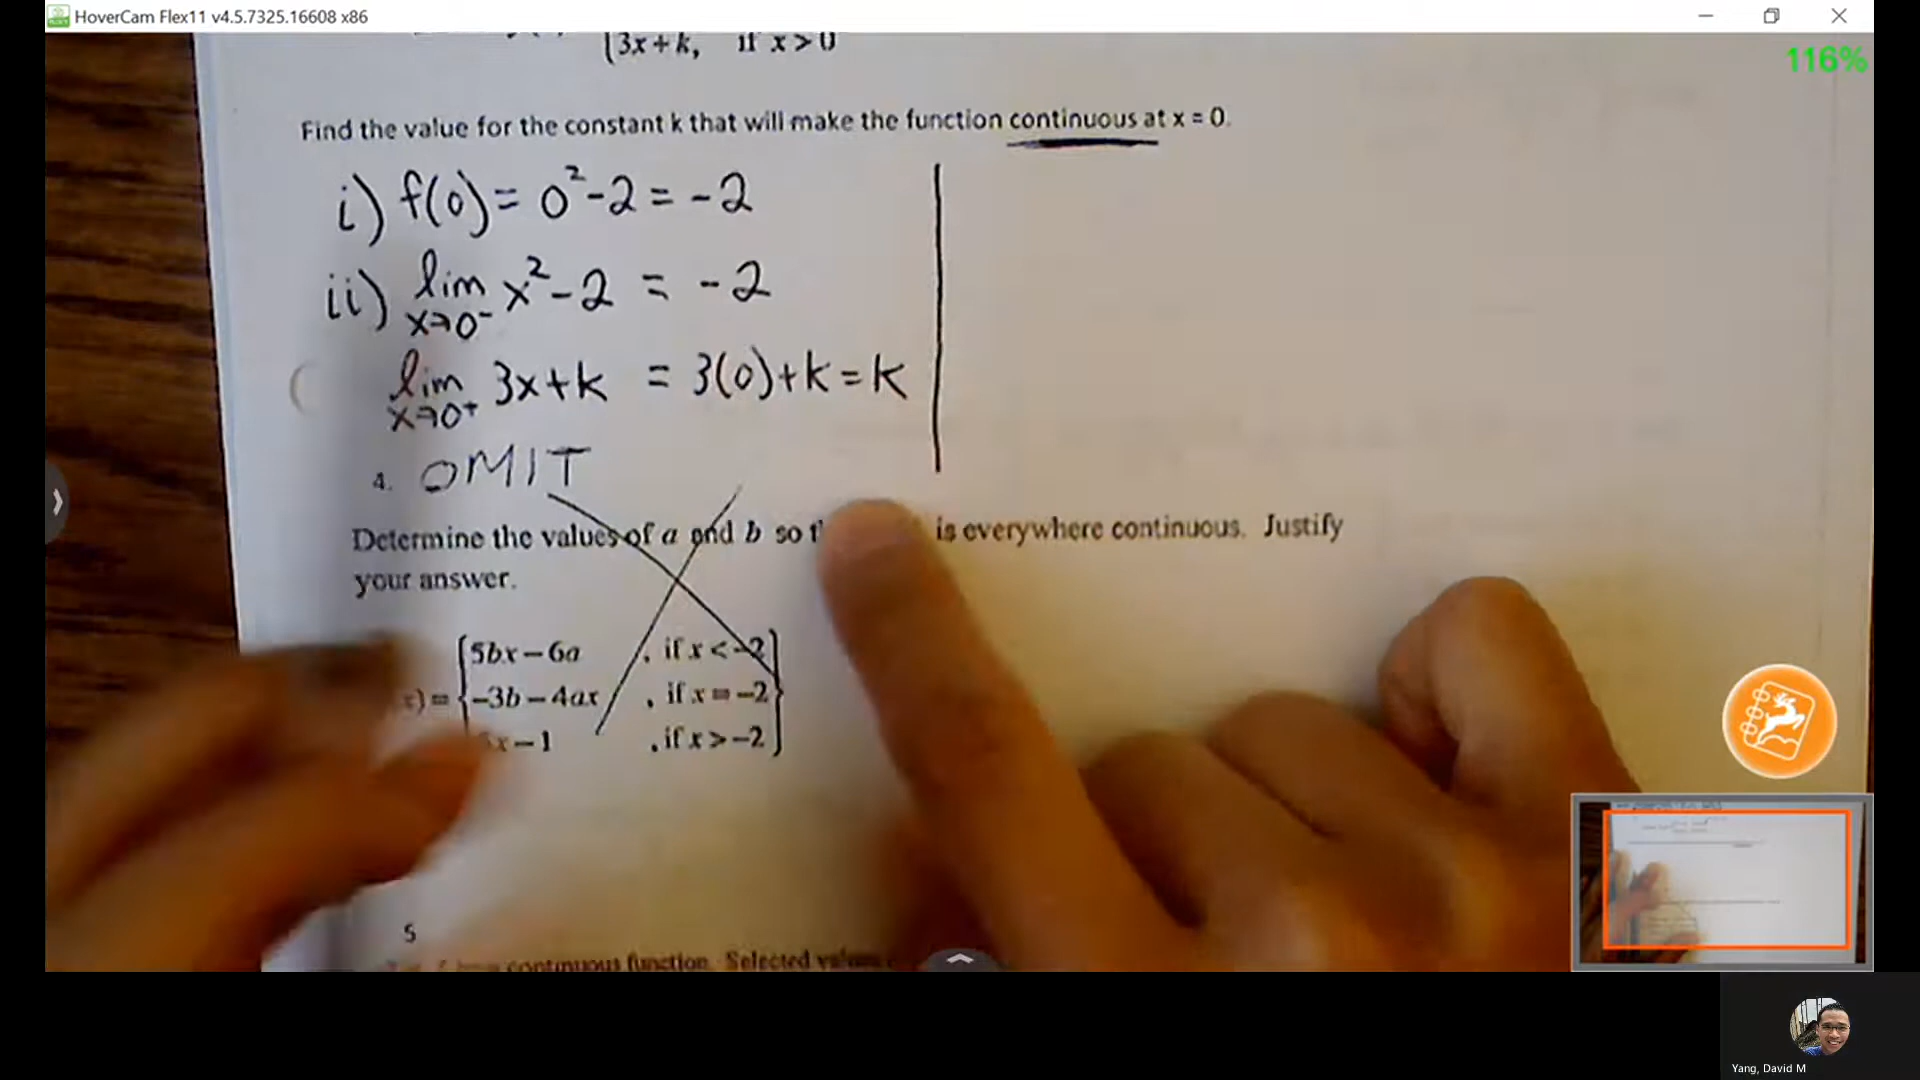 HoverCam Flex11 v4.5.7325.16608 x86
116%
3x + k, if x > 0
Find the value for the constant k that will make the function continuous at x = 0.
i) f(0) = 0²-2 = -2
ii) lim x→0⁻ x²-2 = -2
lim x→0⁺ 3x+k = 3(0)+k = k
4. OMIT
Determine the values of a and b so is everywhere continuous. Justify
your answer.
5bx – 6a , if x < -2
-3b – 4ax , if x = -2
x – 1 , if x > -2
5
continuous function. Selected values
Yang, David M